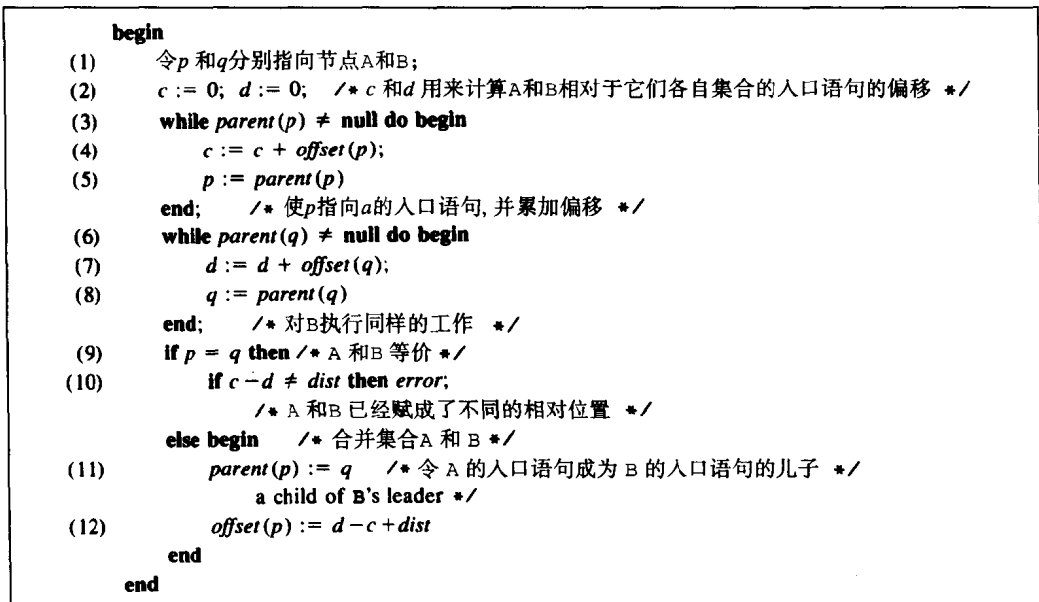 begin
(1) 令p 和q分别指向节点A和B;
(2) c := 0; d := 0; /* c 和d 用来计算A和B相对于它们各自集合的入口语句的偏移 */
(3) while parent(p) ≠ null do begin
(4) c := c + offset(p);
(5) p := parent(p)
end; /* 使p指向a的入口语句, 并累加偏移 */
(6) while parent(q) ≠ null do begin
(7) d := d + offset(q);
(8) q := parent(q)
end; /* 对B执行同样的工作 */
(9) if p = q then /* A 和B 等价 */
(10) if c - d ≠ dist then error;
/* A 和B 已经赋成了不同的相对位置 */
else begin /* 合并集合A 和 B */
(11) parent(p) := q /* 令 A 的入口语句成为 B 的入口语句的儿子 */
a child of B's leader */
(12) offset(p) := d - c + dist
end
end